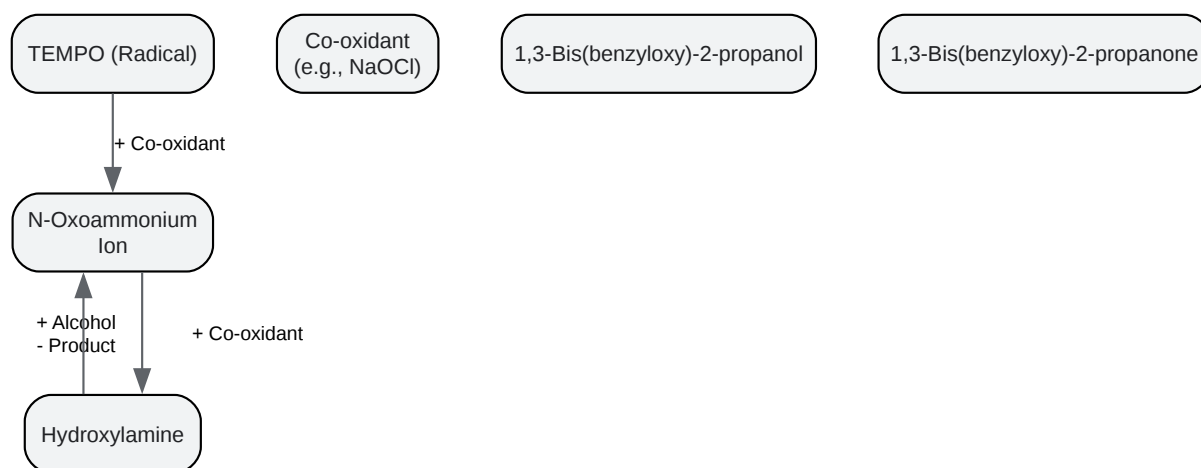 TEMPO (Radical)
Co-oxidant
(e.g., NaOCl)
1,3-Bis(benzyloxy)-2-propanol
1,3-Bis(benzyloxy)-2-propanone
+ Co-oxidant
N-Oxoammonium
Ion
+ Alcohol
- Product
+ Co-oxidant
Hydroxylamine